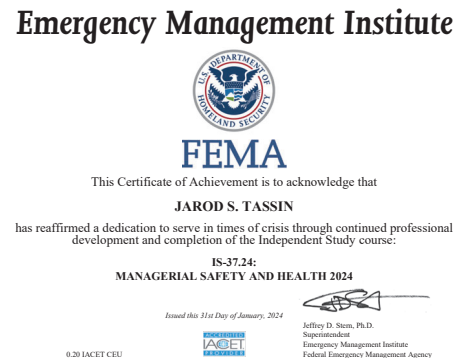 Emergency Management Institute
U.S. DEPARTMENT OF
HOMELAND SECURITY
FEMA
This Certificate of Achievement is to acknowledge that
JAROD S. TASSIN
has reaffirmed a dedication to serve in times of crisis through continued professional
development and completion of the Independent Study course:
IS-37.24:
MANAGERIAL SAFETY AND HEALTH 2024
Issued this 31st Day of January, 2024
Jeffrey D. Stern, Ph.D.
Superintendent
Emergency Management Institute
Federal Emergency Management Agency
ACCREDITED
IACET
PROVIDER
0.20 IACET CEU